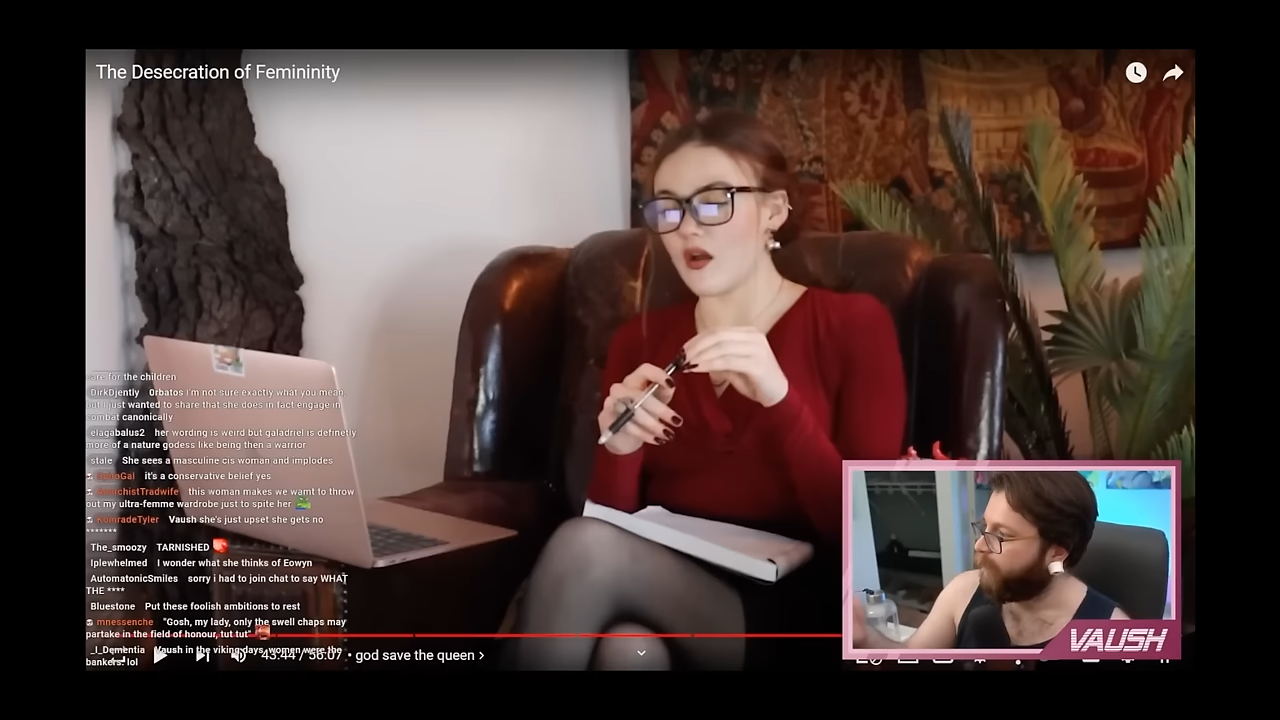 The Desecration of Femininity
care for the children
DirkDjently 0rbatos i'm not sure exactly what you mean,
but i just wanted to share that she does in fact engage in
combat canonically
elagabalus2 her wording is weird but galadriel is definetly
more of a nature godess like being then a warrior
stale She sees a masculine cis woman and implodes
it's a conservative belief yes
AnarchistTradwife this woman makes we wamt to throw
out my ultra-femme wardrobe just to spite her
KomradeTyler Vaush she's just upset she gets no
*******
The_smoozy TARNISHED
Iplewhelmed I wonder what she thinks of Eowyn
AutomatonicSmiles sorry i had to join chat to say WHAT
THE ****
Bluestone Put these foolish ambitions to rest
mnessenche "Gosh, my lady, only the swell chaps may
partake in the field of honour, tut tut"
_I_Dementia Vaush in the viking days, women were the
bankers. lol
43:44 / 56:07 • god save the queen ›
VAUSH